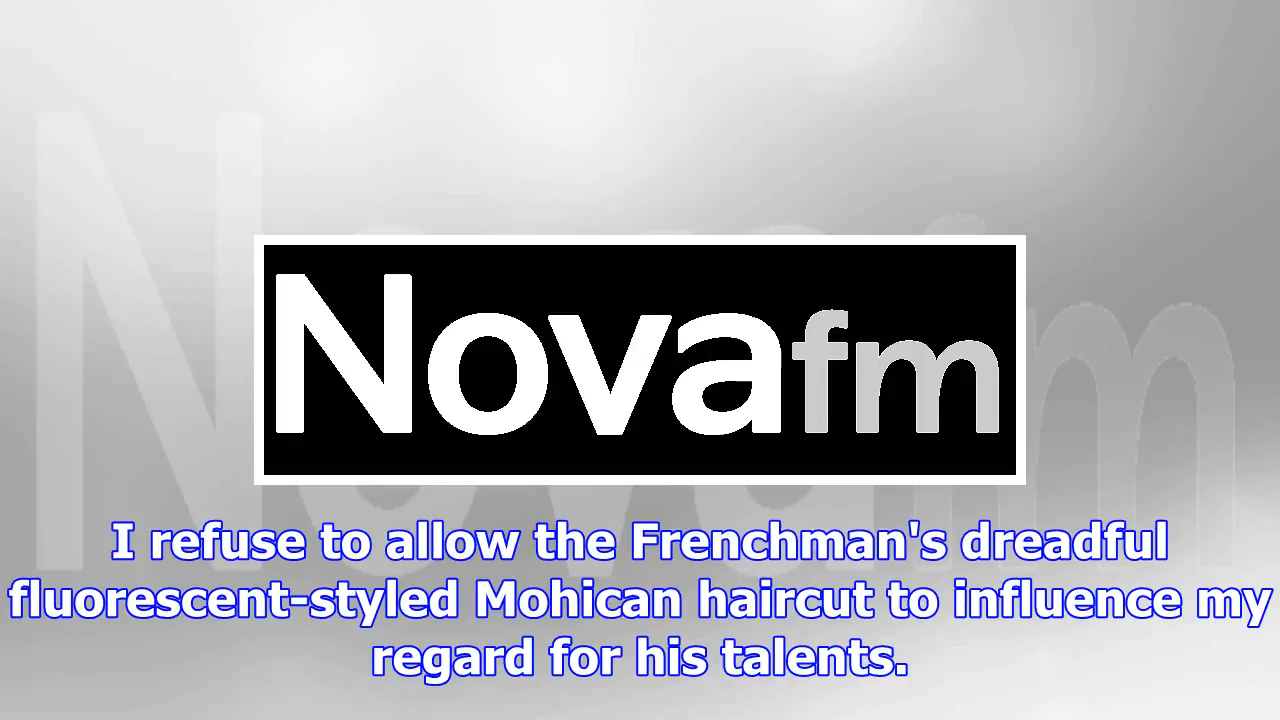 Novafm
I refuse to allow the Frenchman's dreadful
fluorescent-styled Mohican haircut to influence my
regard for his talents.